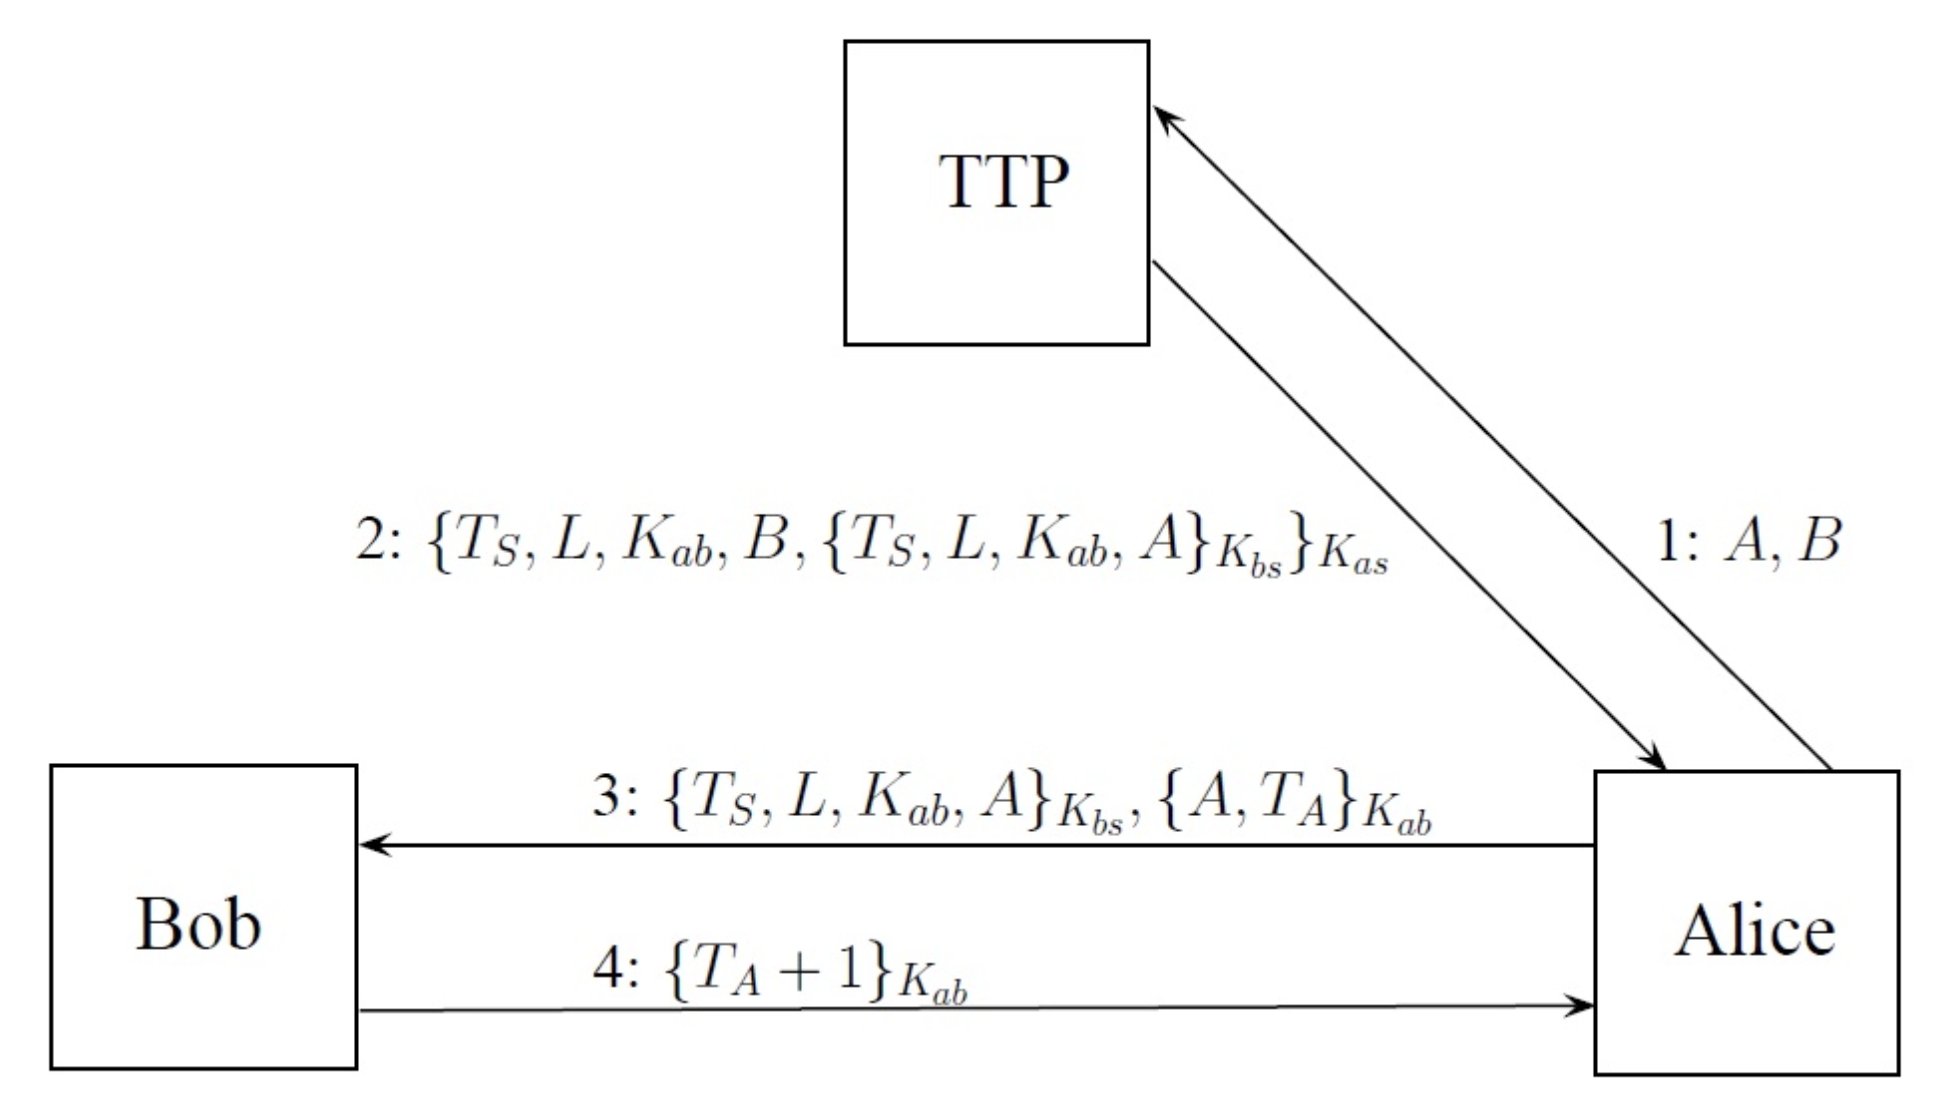 TTP
2: {T_S, L, K_{ab}, B, {T_S, L, K_{ab}, A}_{K_{bs}}}_{K_{as}}
1: A, B
3: {T_S, L, K_{ab}, A}_{K_{bs}}, {A, T_A}_{K_{ab}}
Bob
Alice
4: {T_A + 1}_{K_{ab}}